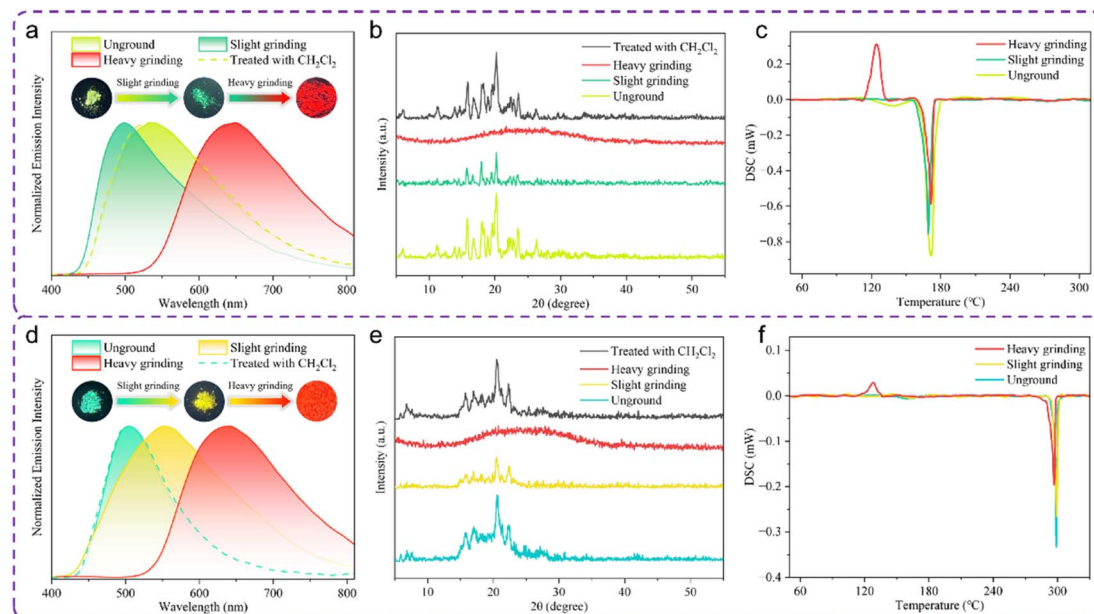 a
Unground
Slight grinding
Heavy grinding
Treated with CH₂Cl₂
Slight grinding
Heavy grinding
Normalized Emission Intensity
400
500
600
700
800
Wavelength (nm)
b
Treated with CH₂Cl₂
Heavy grinding
Slight grinding
Unground
Intensity (a.u.)
10
20
30
40
50
2θ (degree)
c
Heavy grinding
Slight grinding
Unground
DSC (mW)
0.2
0.0
−0.2
−0.4
−0.6
−0.8
60
120
180
240
300
Temperature (℃)
d
Unground
Slight grinding
Heavy grinding
Treated with CH₂Cl₂
Slight grinding
Heavy grinding
Normalized Emission Intensity
400
500
600
700
800
Wavelength (nm)
e
Treated with CH₂Cl₂
Heavy grinding
Slight grinding
Unground
Intensity (a.u.)
10
20
30
40
50
2θ (degree)
f
Heavy grinding
Slight grinding
Unground
DSC (mW)
0.1
0.0
−0.1
−0.2
−0.3
−0.4
60
120
180
240
300
Temperature (℃)